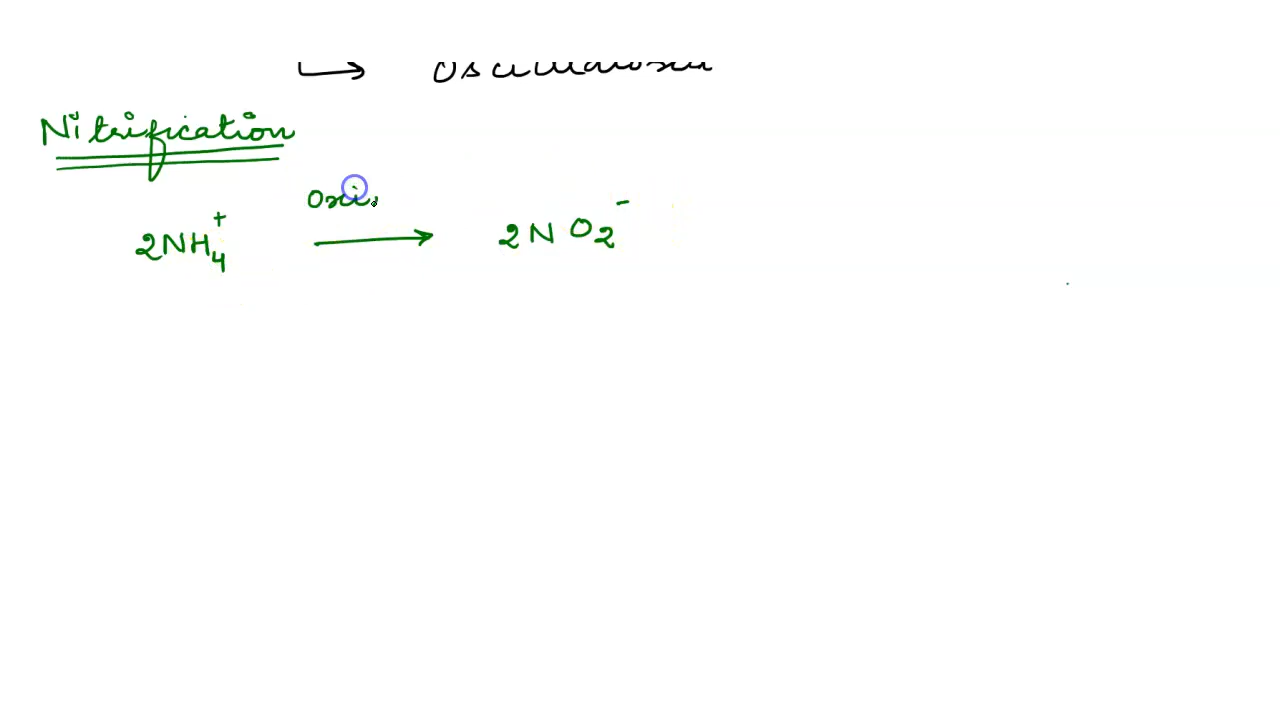 Nitrification
Oxi.
2NH₄⁺ → 2NO₂⁻